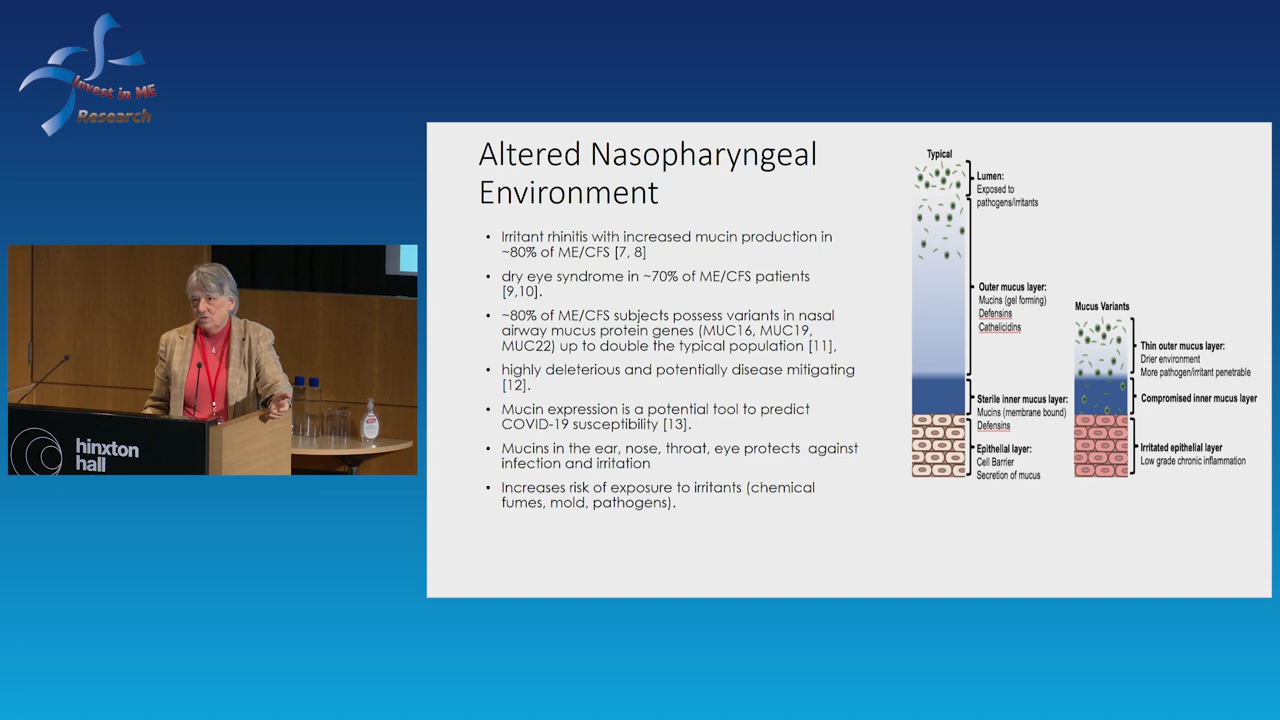 Invest in ME
Research
hinxton
hall
Altered Nasopharyngeal
Environment
• Irritant rhinitis with increased mucin production in
~80% of ME/CFS [7, 8]
• dry eye syndrome in ~70% of ME/CFS patients
[9,10].
• ~80% of ME/CFS subjects possess variants in nasal
airway mucus protein genes (MUC16, MUC19,
MUC22) up to double the typical population [11],
• highly deleterious and potentially disease mitigating
[12].
• Mucin expression is a potential tool to predict
COVID-19 susceptibility [13].
• Mucins in the ear, nose, throat, eye protects against
infection and irritation
• Increases risk of exposure to irritants (chemical
fumes, mold, pathogens).
Typical
Lumen:
Exposed to
pathogens/irritants
Outer mucus layer:
Mucins (gel forming)
Defensins
Cathelicidins
Sterile inner mucus layer:
Mucins (membrane bound)
Defensins
Epithelial layer:
Cell Barrier
Secretion of mucus
Mucus Variants
Thin outer mucus layer:
Drier environment
More pathogen/irritant penetrable
Compromised inner mucus layer
Irritated epithelial layer
Low grade chronic inflammation